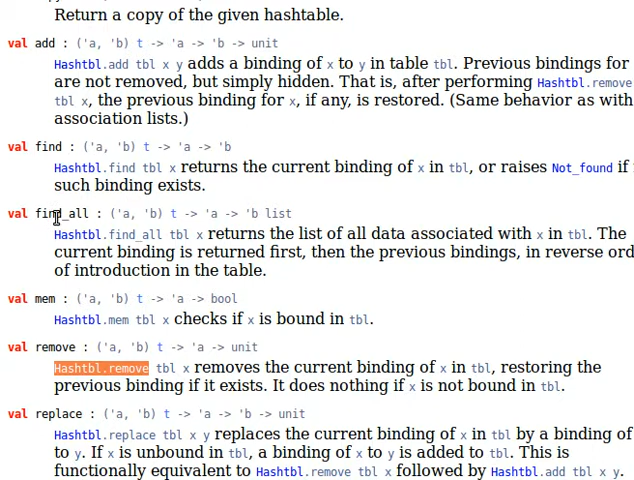 Return a copy of the given hashtable.
val add : ('a, 'b) t -> 'a -> 'b -> unit
Hashtbl.add tbl x y adds a binding of x to y in table tbl. Previous bindings for
are not removed, but simply hidden. That is, after performing Hashtbl.remove
tbl x, the previous binding for x, if any, is restored. (Same behavior as with
association lists.)
val find : ('a, 'b) t -> 'a -> 'b
Hashtbl.find tbl x returns the current binding of x in tbl, or raises Not_found if
such binding exists.
val find_all : ('a, 'b) t -> 'a -> 'b list
Hashtbl.find_all tbl x returns the list of all data associated with x in tbl. The
current binding is returned first, then the previous bindings, in reverse ord
of introduction in the table.
val mem : ('a, 'b) t -> 'a -> bool
Hashtbl.mem tbl x checks if x is bound in tbl.
val remove : ('a, 'b) t -> 'a -> unit
Hashtbl.remove tbl x removes the current binding of x in tbl, restoring the
previous binding if it exists. It does nothing if x is not bound in tbl.
val replace : ('a, 'b) t -> 'a -> 'b -> unit
Hashtbl.replace tbl x y replaces the current binding of x in tbl by a binding of
to y. If x is unbound in tbl, a binding of x to y is added to tbl. This is
functionally equivalent to Hashtbl.remove tbl x followed by Hashtbl.add tbl x y.